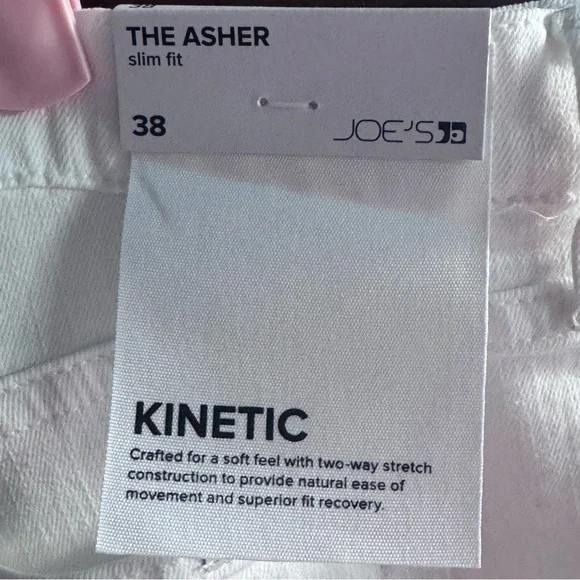 38
THE ASHER
slim fit
38
JOE'S
KINETIC
Crafted for a soft feel with two-way stretch
construction to provide natural ease of
movement and superior fit recovery.